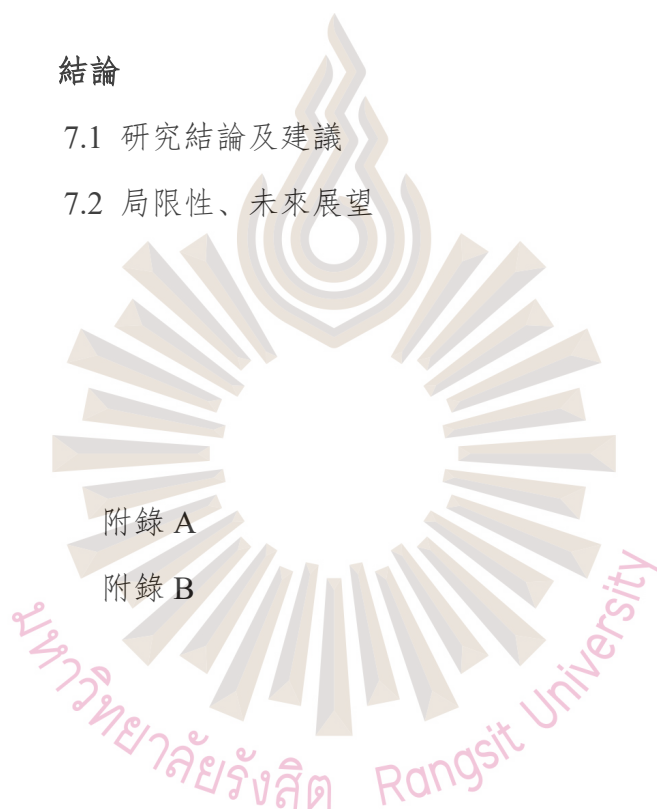 結論
7.1 研究結論及建議
7.2 局限性、未來展望
附錄 A
附錄 B
มหาวิทยาลัยรังสิต Rangsit University